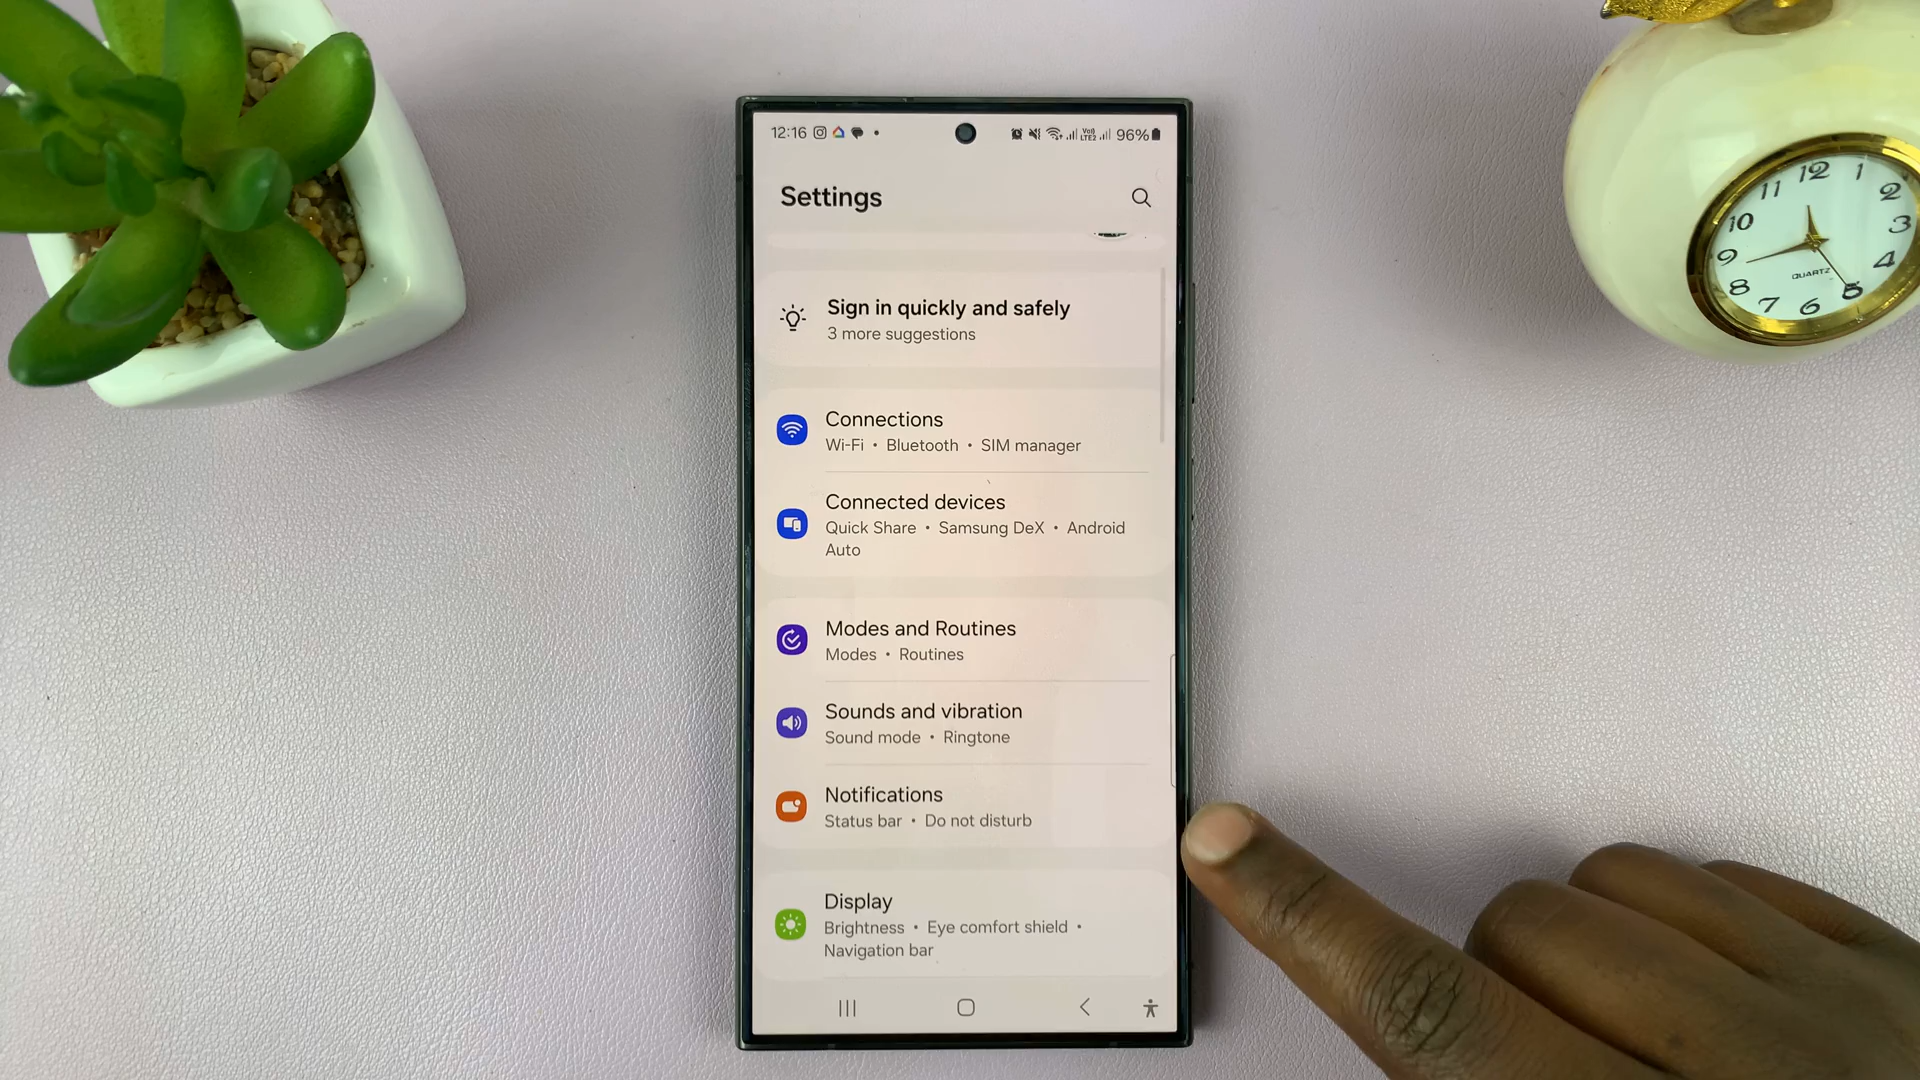 12:16
VoD
LTE2
96%
Settings
Sign in quickly and safely
3 more suggestions
Connections
Wi-Fi • Bluetooth • SIM manager
Connected devices
Quick Share • Samsung DeX • Android
Auto
Modes and Routines
Modes • Routines
Sounds and vibration
Sound mode • Ringtone
Notifications
Status bar • Do not disturb
Display
Brightness • Eye comfort shield •
Navigation bar
12
1
2
3
4
5
6
7
8
9
10
11
QUARTZ